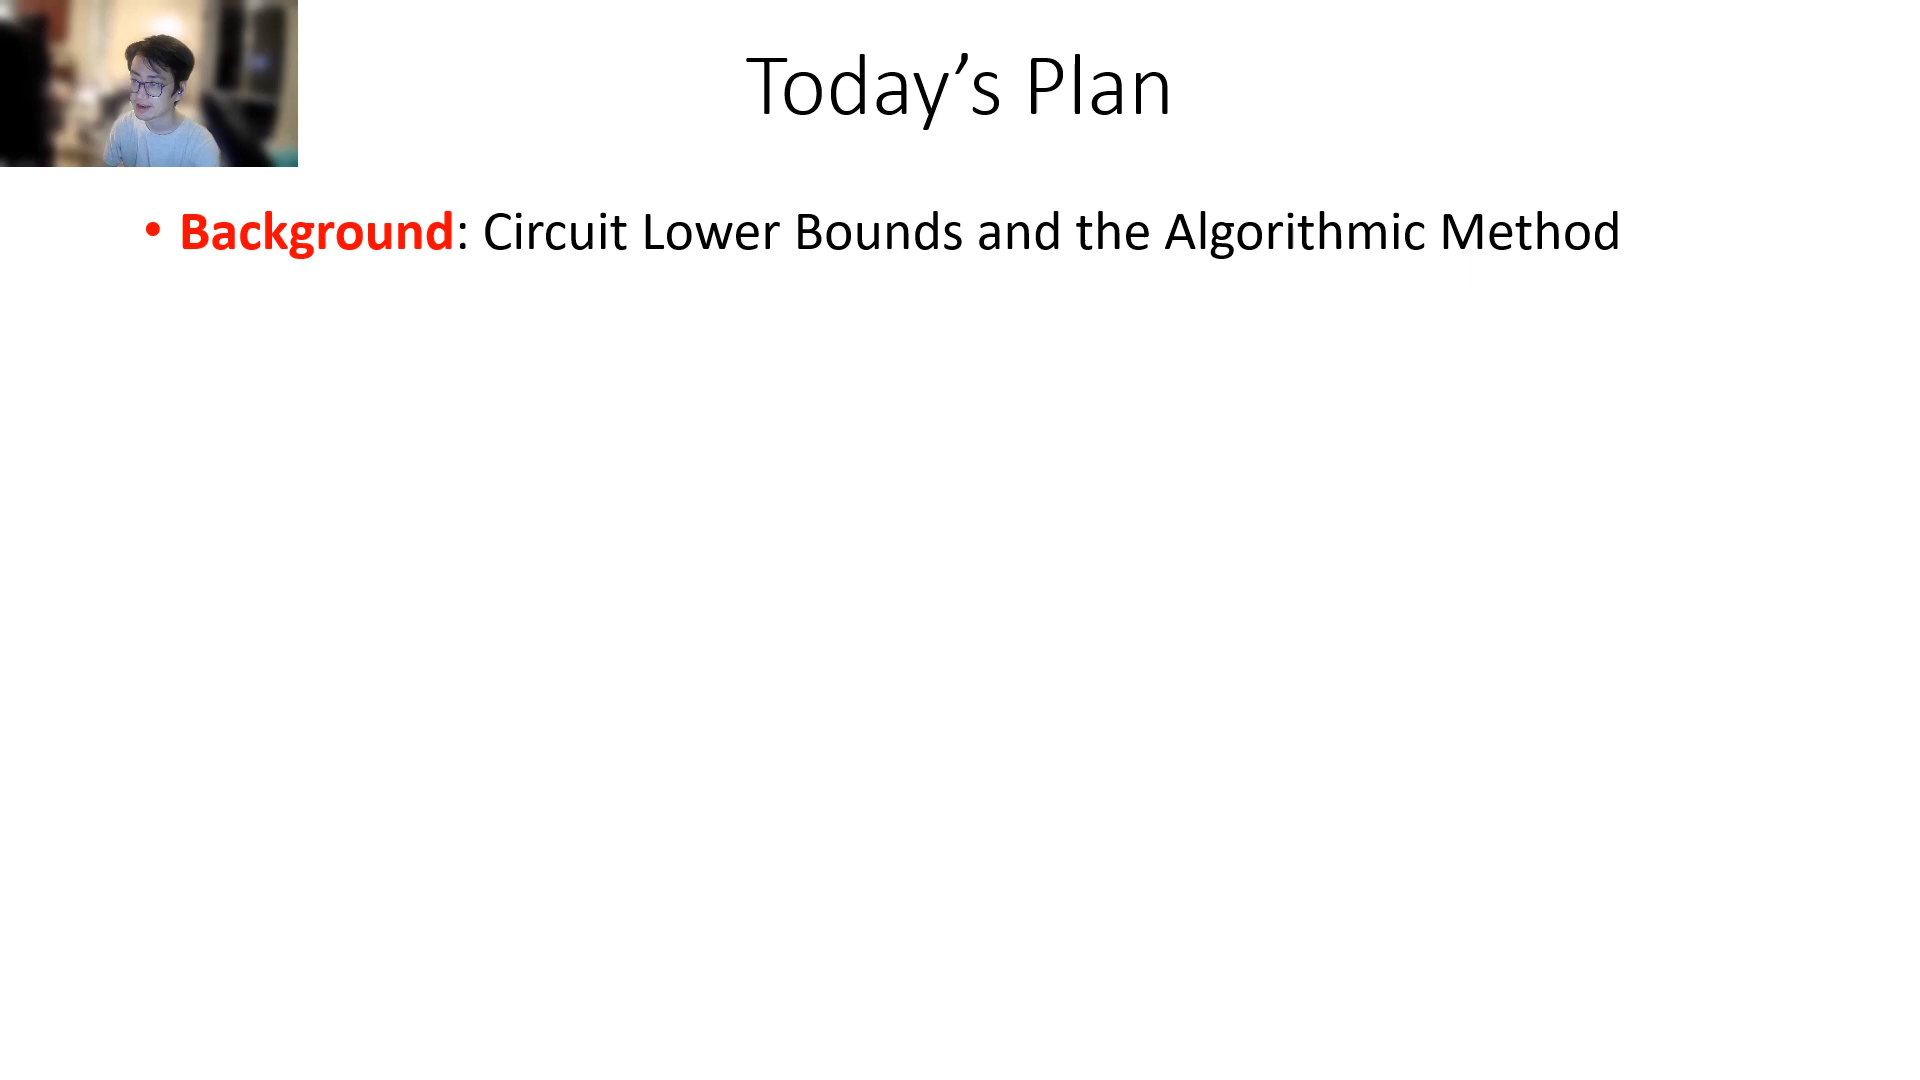 Today’s Plan
• Background: Circuit Lower Bounds and the Algorithmic Method